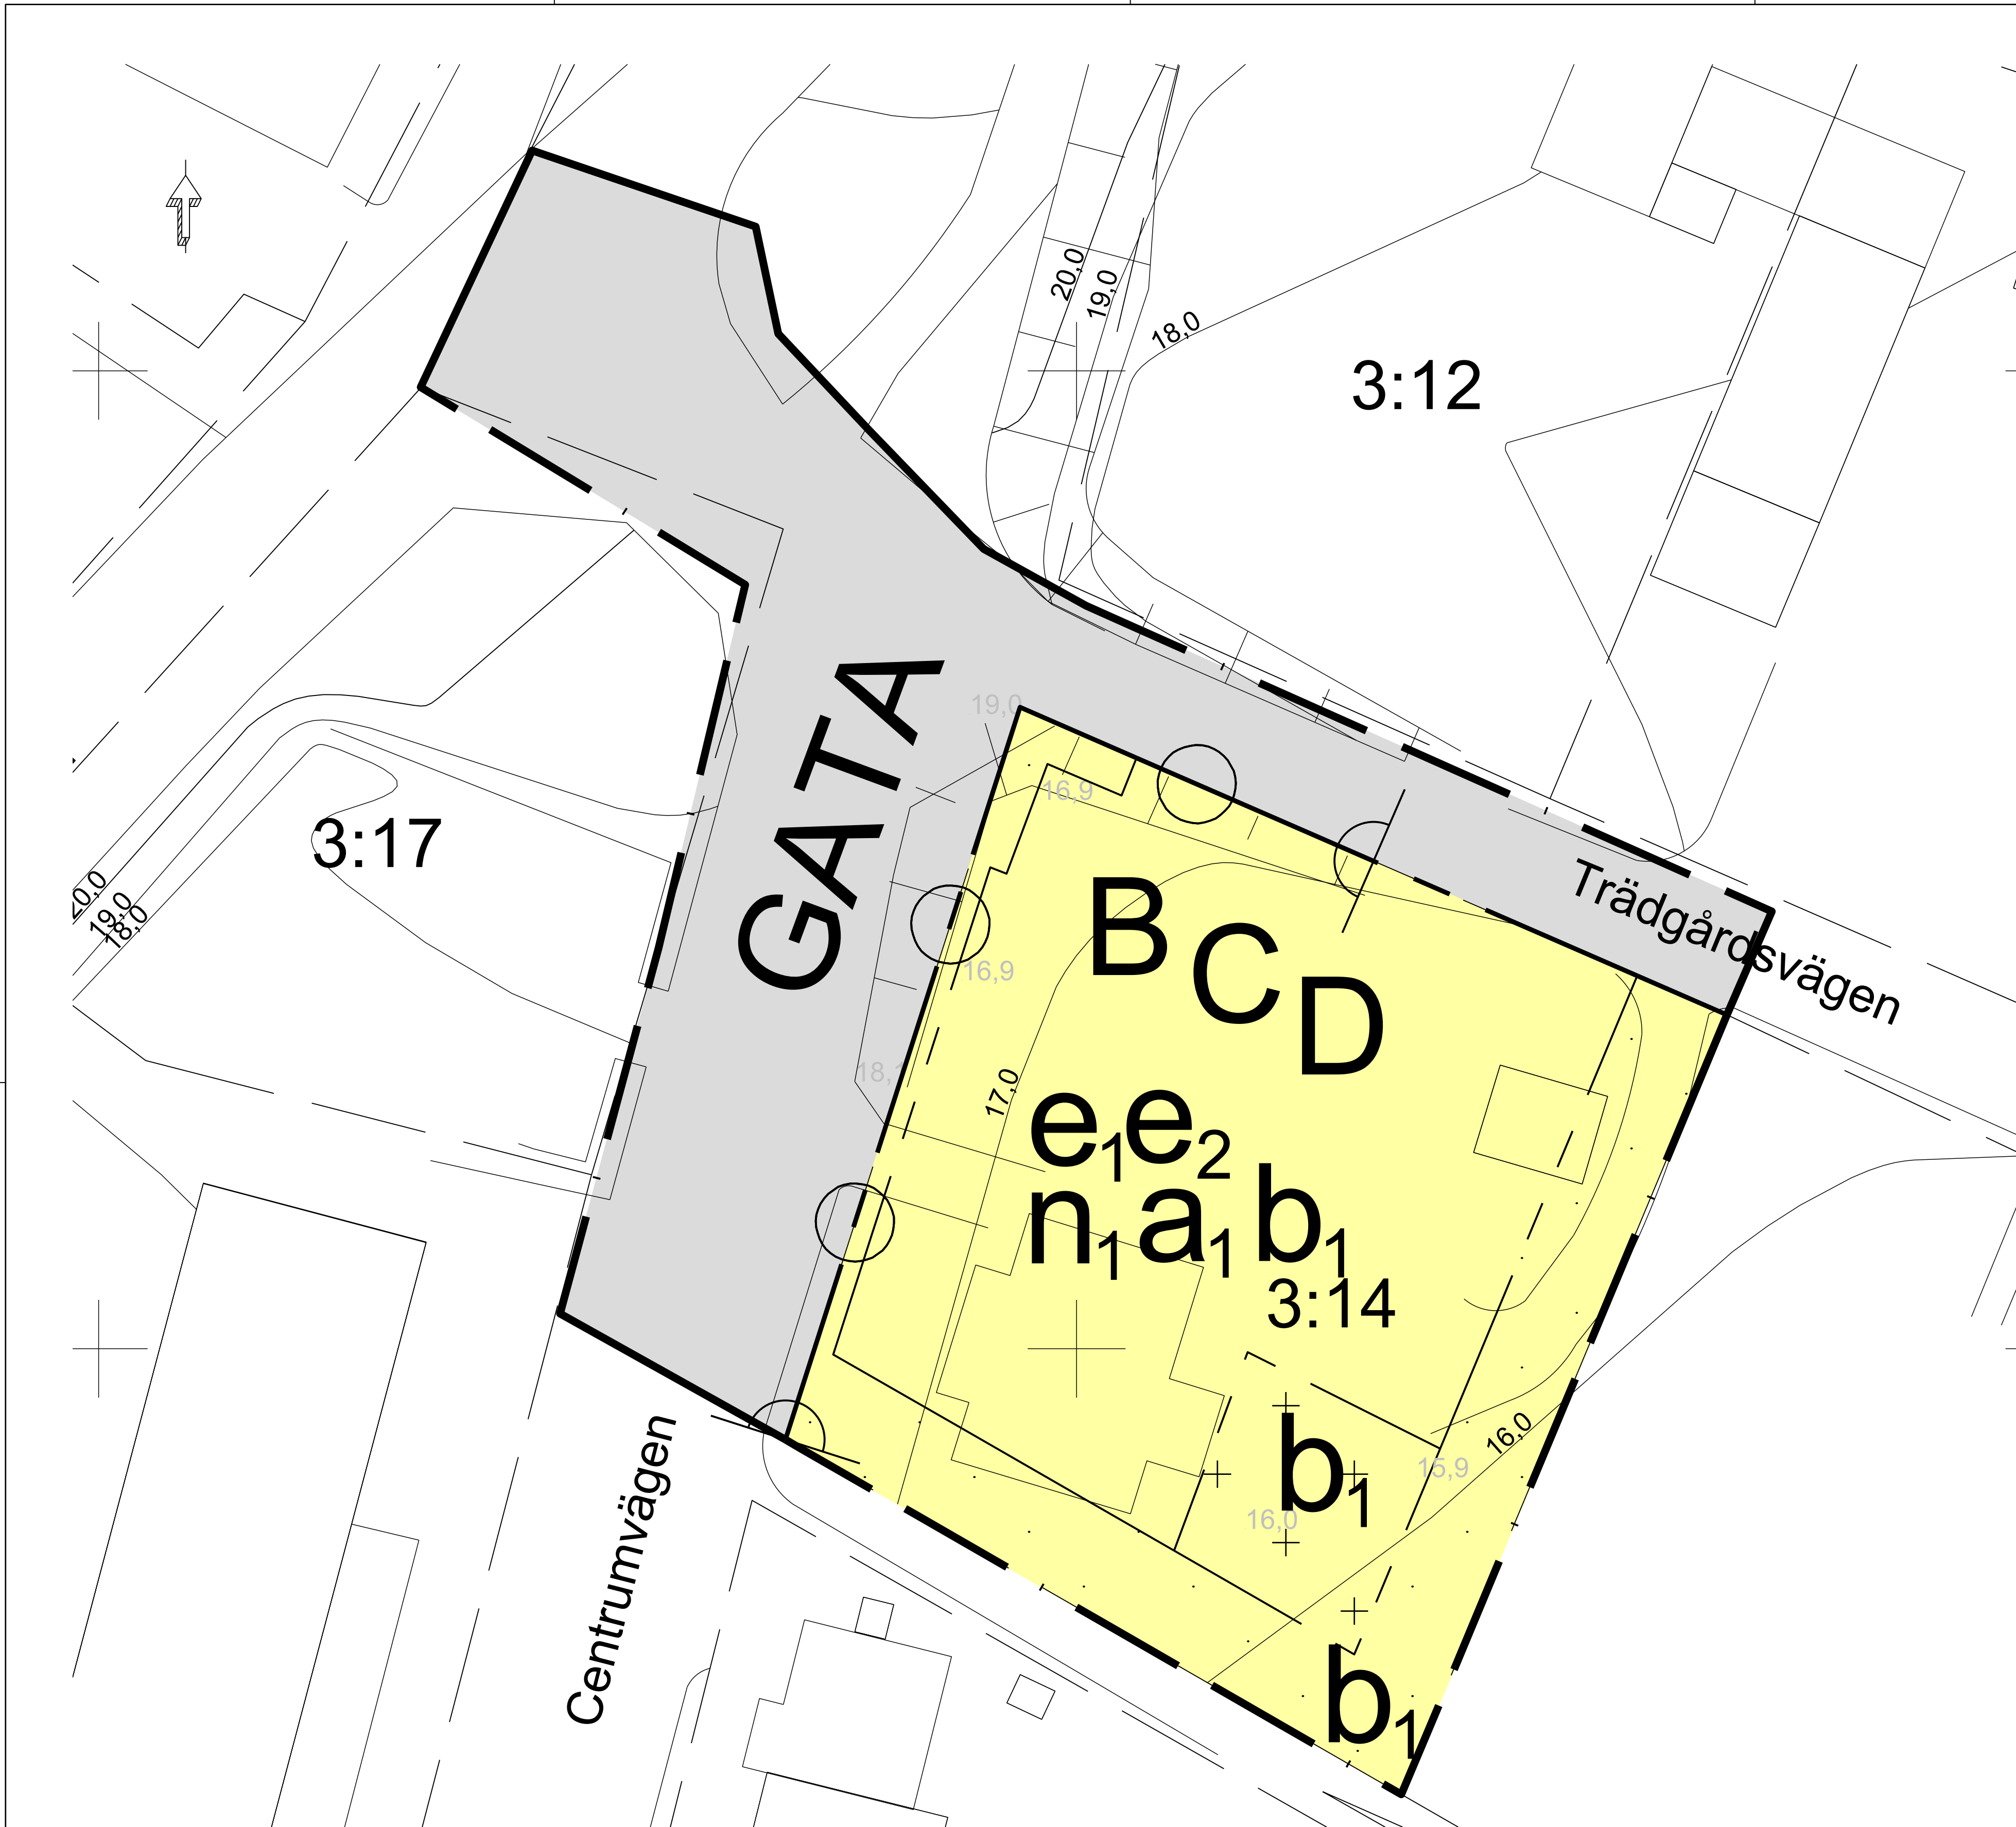 20,0
19,0
18,0
3:12
GATA
19,0
16,9
3:17
20,0
19,0
18,0
Trädgårdsvägen
B C D
16,9
18,1
17,0
e1e2
n1a1b1
3:14
16,0
b1
15,9
16,0
Centrumvägen
b1